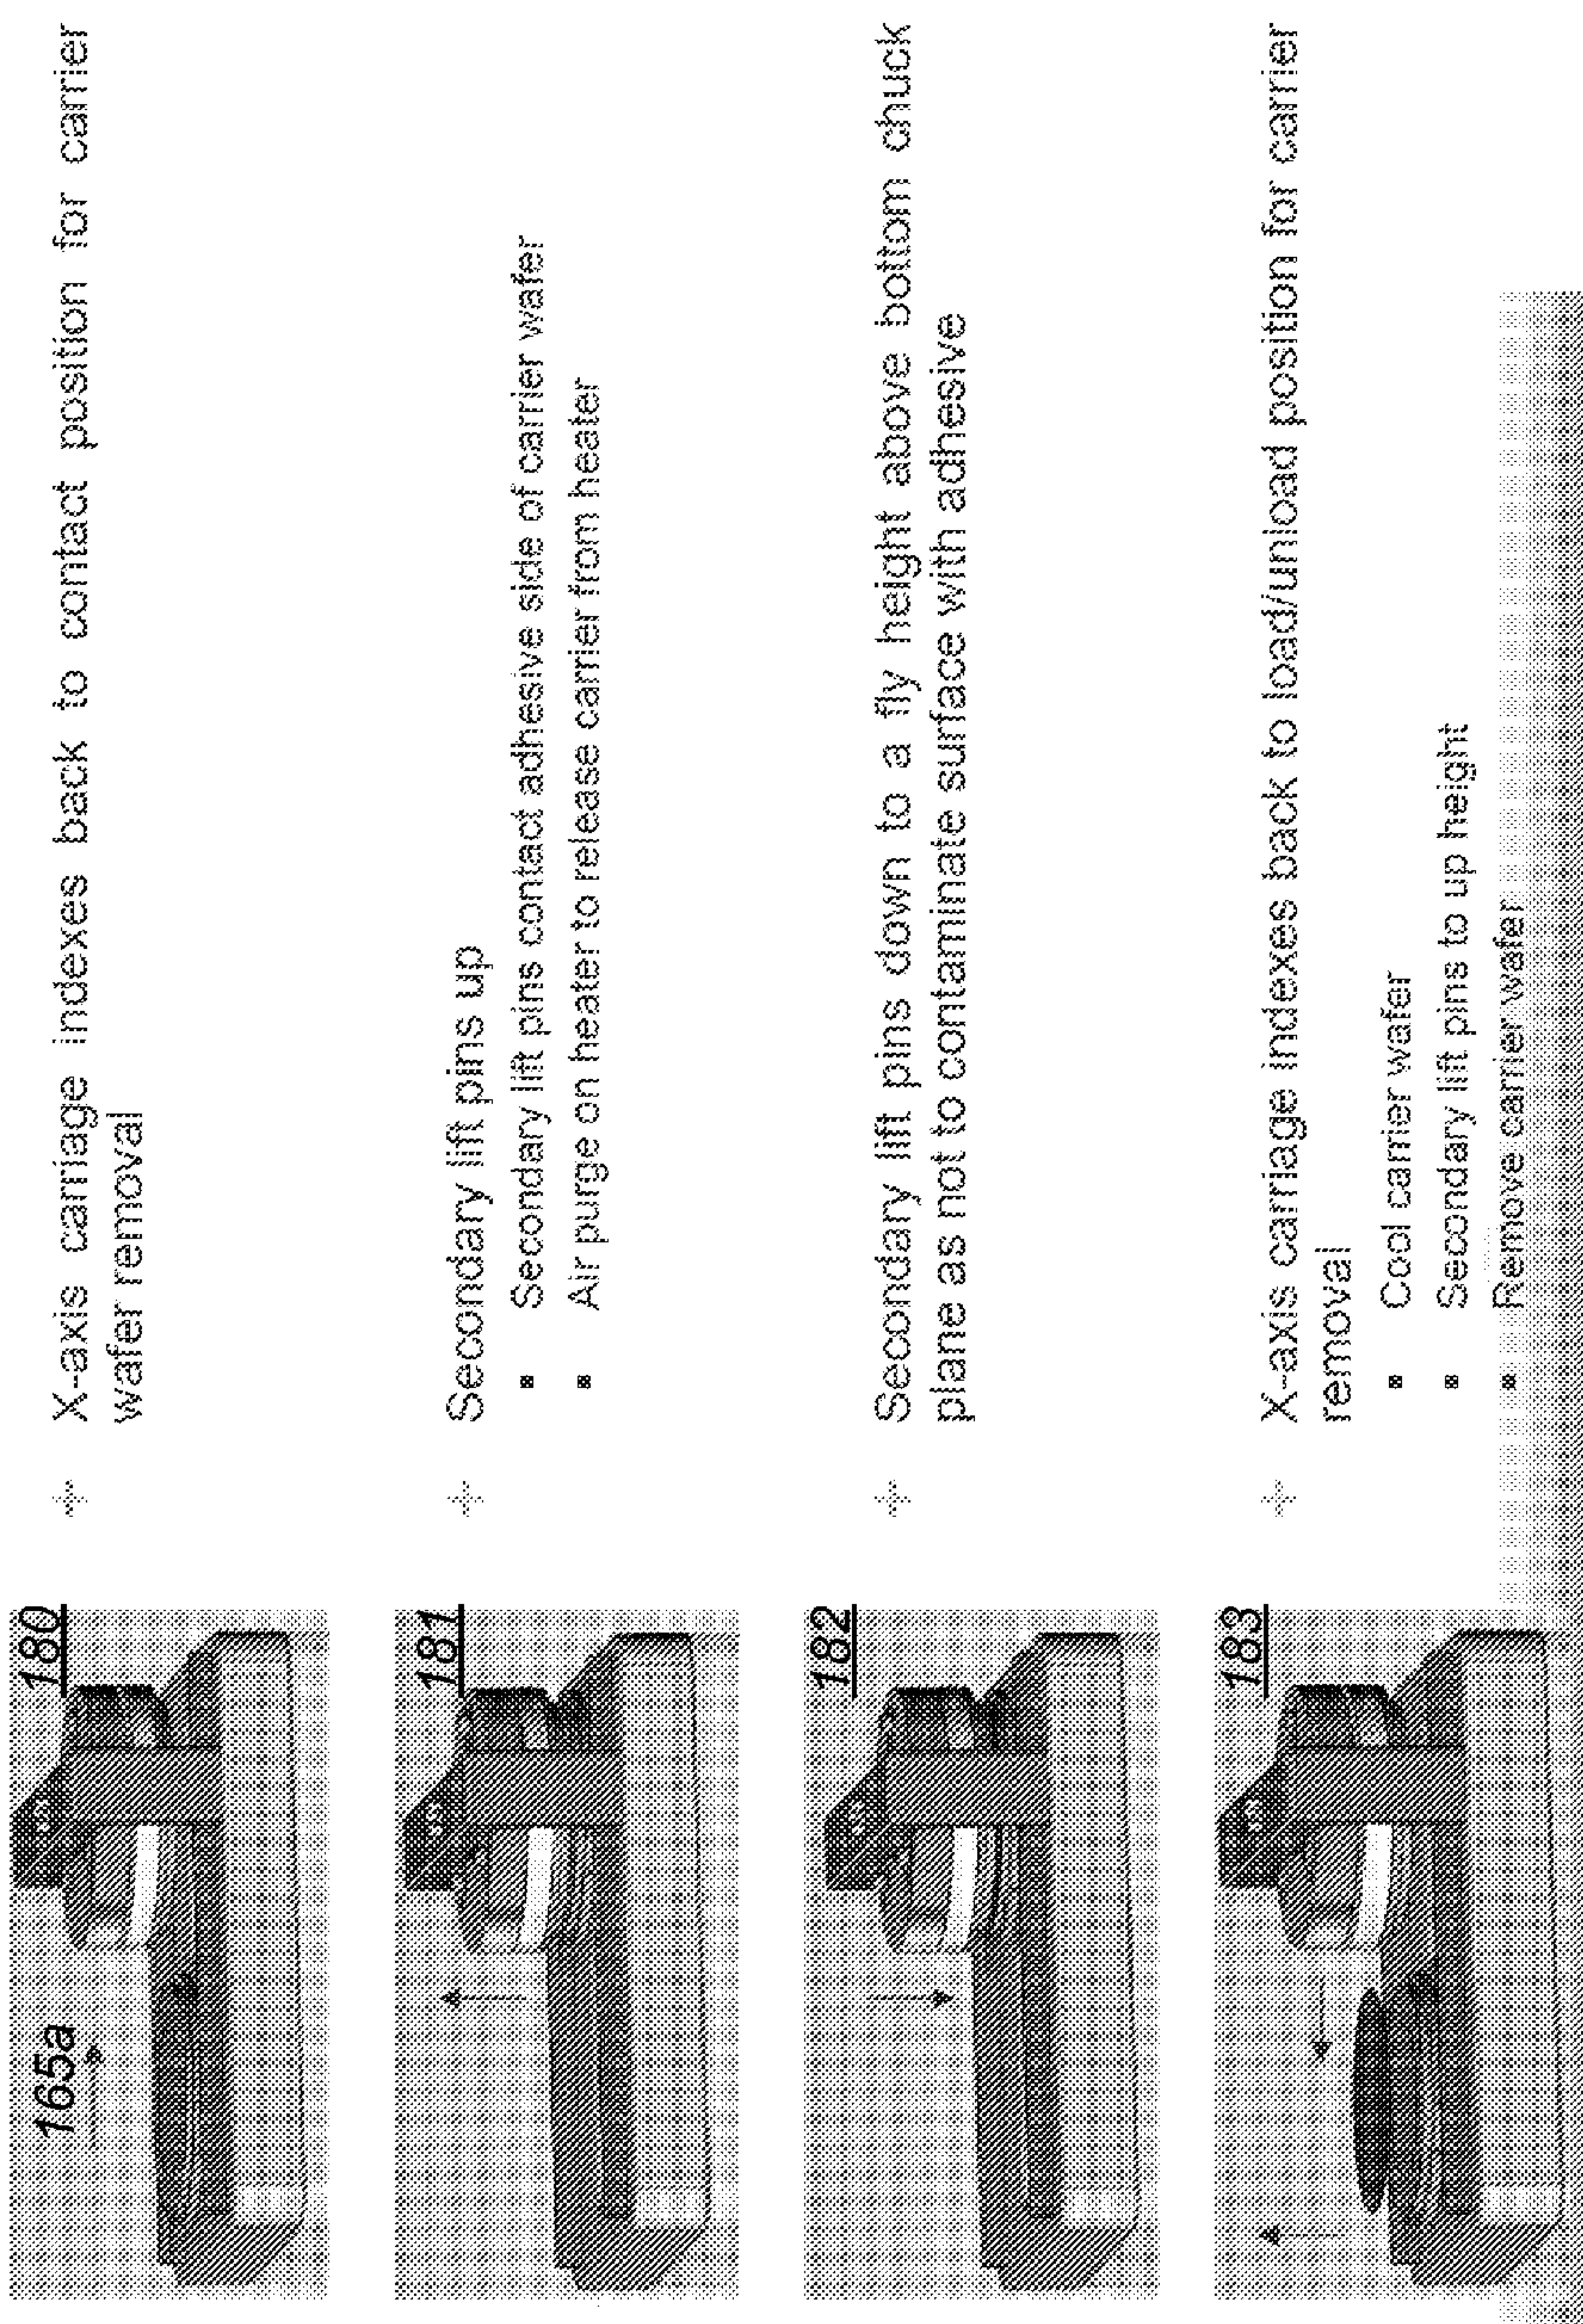 180
165a
X-axis carriage indexes back to contact position for carrier
wafer removal
181
Secondary lift pins up
▪ Secondary lift pins contact adhesive side of carrier wafer
▪ Air purge on heater to release carrier from heater
182
Secondary lift pins down to a fly height above bottom chuck
plane as not to contaminate surface with adhesive
183
X-axis carriage indexes back to load/unload position for carrier
removal
▪ Cool carrier wafer
▪ Secondary lift pins to up height
▪ Remove carrier wafer